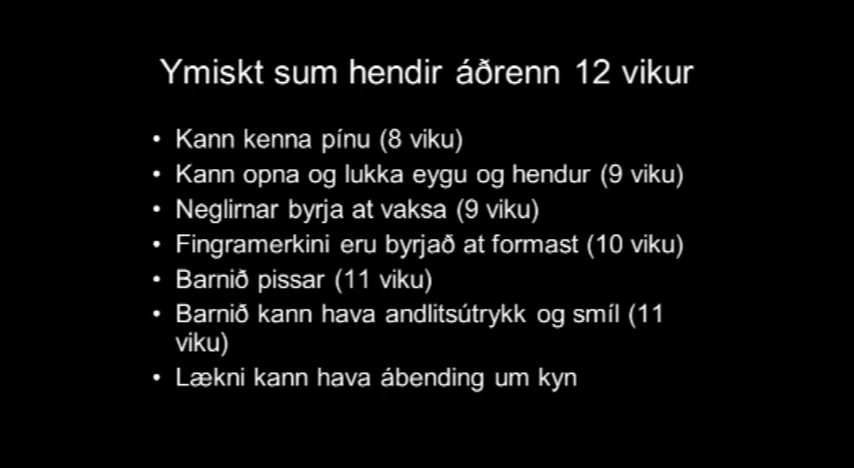 Ymiskt sum hendir áðrenn 12 vikur
• Kann kenna pínu (8 viku)
• Kann opna og lukka eygu og hendur (9 viku)
• Neglirnar byrja at vaksa (9 viku)
• Fingramerkini eru byrjað at formast (10 viku)
• Barnið pissar (11 viku)
• Barnið kann hava andlitsútrykk og smíl (11
viku)
• Lækni kann hava ábending um kyn